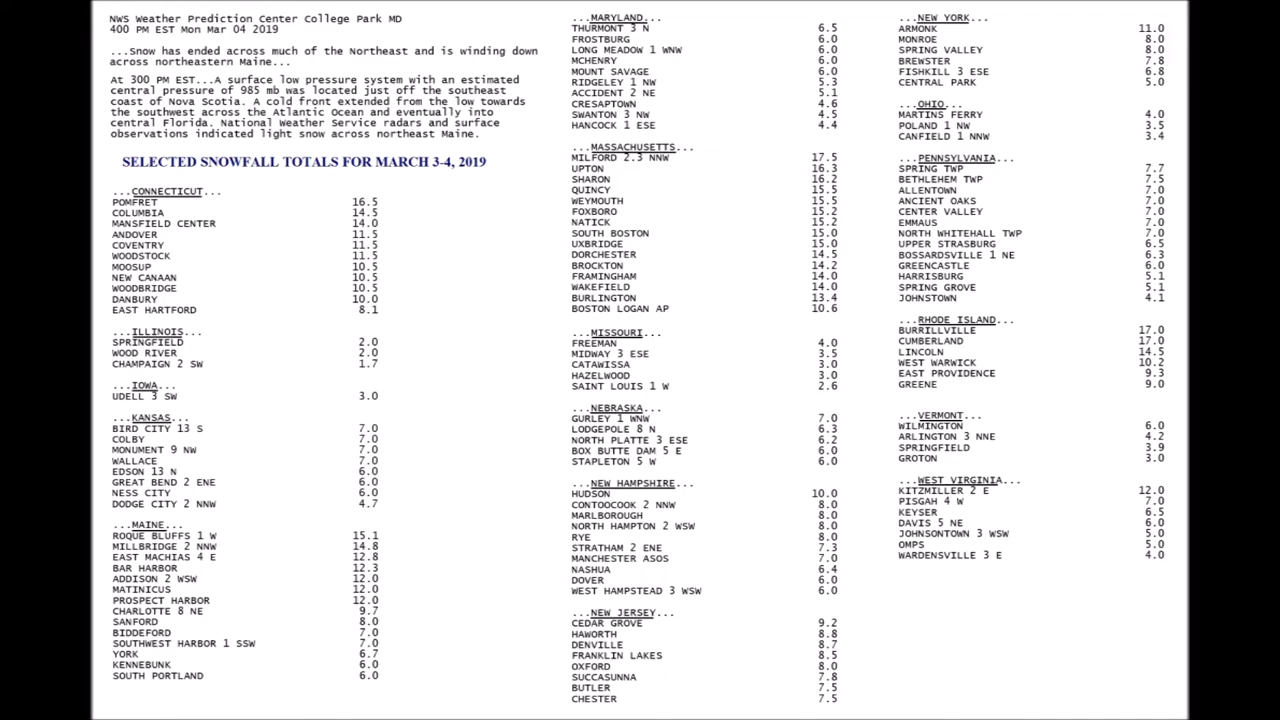 NWS Weather Prediction Center College Park MD
400 PM EST Mon Mar 04 2019
...Snow has ended across much of the Northeast and is winding down
across northeastern Maine...
At 300 PM EST...A surface low pressure system with an estimated
central pressure of 985 mb was located just off the southeast
coast of Nova Scotia. A cold front extended from the low towards
the southwest across the Atlantic Ocean and eventually into
central Florida. National Weather Service radars and surface
observations indicated light snow across northeast Maine.
SELECTED SNOWFALL TOTALS FOR MARCH 3-4, 2019
...CONNECTICUT...
POMFRET 16.5
COLUMBIA 14.5
MANSFIELD CENTER 14.0
ANDOVER 11.5
COVENTRY 11.5
WOODSTOCK 11.5
MOOSUP 10.5
NEW CANAAN 10.5
WOODBRIDGE 10.5
DANBURY 10.0
EAST HARTFORD 8.1
...ILLINOIS...
SPRINGFIELD 2.0
WOOD RIVER 2.0
CHAMPAIGN 2 SW 1.7
...IOWA...
UDELL 3 SW 3.0
...KANSAS...
BIRD CITY 13 S 7.0
COLBY 7.0
MONUMENT 9 NW 7.0
WALLACE 7.0
EDSON 13 N 6.0
GREAT BEND 2 ENE 6.0
NESS CITY 6.0
DODGE CITY 2 NNW 4.7
...MAINE...
ROQUE BLUFFS 1 W 15.1
MILLBRIDGE 2 NNW 14.8
EAST MACHIAS 4 E 12.8
BAR HARBOR 12.3
ADDISON 2 WSW 12.0
MATINICUS 12.0
PROSPECT HARBOR 12.0
CHARLOTTE 8 NE 9.7
SANFORD 8.0
BIDDEFORD 7.0
SOUTHWEST HARBOR 1 SSW 7.0
YORK 6.7
KENNEBUNK 6.0
SOUTH PORTLAND 6.0
...MARYLAND...
THURMONT 3 N 6.5
FROSTBURG 6.0
LONG MEADOW 1 WNW 6.0
MCHENRY 6.0
MOUNT SAVAGE 6.0
RIDGELEY 1 NW 5.3
ACCIDENT 2 NE 5.1
CRESAPTOWN 4.6
SWANTON 3 NW 4.5
HANCOCK 1 ESE 4.4
...MASSACHUSETTS...
MILFORD 2.3 NNW 17.5
UPTON 16.3
SHARON 16.2
QUINCY 15.5
WEYMOUTH 15.5
FOXBORO 15.2
NATICK 15.2
SOUTH BOSTON 15.0
UXBRIDGE 15.0
DORCHESTER 14.5
BROCKTON 14.2
FRAMINGHAM 14.0
WAKEFIELD 14.0
BURLINGTON 13.4
BOSTON LOGAN AP 10.6
...MISSOURI...
FREEMAN 4.0
MIDWAY 3 ESE 3.5
CATAWISSA 3.0
HAZELWOOD 3.0
SAINT LOUIS 1 W 2.6
...NEBRASKA...
GURLEY 1 WNW 7.0
LODGEPOLE 8 N 6.3
NORTH PLATTE 3 ESE 6.2
BOX BUTTE DAM 5 E 6.0
STAPLETON 5 W 6.0
...NEW HAMPSHIRE...
HUDSON 10.0
CONTOOCOOK 2 NNW 8.0
MARLBOROUGH 8.0
NORTH HAMPTON 2 WSW 8.0
RYE 8.0
STRATHAM 2 ENE 7.3
MANCHESTER ASOS 7.0
NASHUA 6.4
DOVER 6.0
WEST HAMPSTEAD 3 WSW 6.0
...NEW JERSEY...
CEDAR GROVE 9.2
HAWORTH 8.8
DENVILLE 8.7
FRANKLIN LAKES 8.5
OXFORD 8.0
SUCCASUNNA 7.8
BUTLER 7.5
CHESTER 7.5
...NEW YORK...
ARMONK 11.0
MONROE 8.0
SPRING VALLEY 8.0
BREWSTER 7.8
FISHKILL 3 ESE 6.8
CENTRAL PARK 5.0
...OHIO...
MARTINS FERRY 4.0
POLAND 1 NW 3.5
CANFIELD 1 NNW 3.4
...PENNSYLVANIA...
SPRING TWP 7.7
BETHLEHEM TWP 7.5
ALLENTOWN 7.0
ANCIENT OAKS 7.0
CENTER VALLEY 7.0
EMMAUS 7.0
NORTH WHITEHALL TWP 7.0
UPPER STRASBURG 6.5
BOSSARDSVILLE 1 NE 6.3
GREENCASTLE 6.0
HARRISBURG 5.1
SPRING GROVE 5.1
JOHNSTOWN 4.1
...RHODE ISLAND...
BURRILLVILLE 17.0
CUMBERLAND 17.0
LINCOLN 14.5
WEST WARWICK 10.2
EAST PROVIDENCE 9.3
GREENE 9.0
...VERMONT...
WILMINGTON 6.0
ARLINGTON 3 NNE 4.2
SPRINGFIELD 3.9
GROTON 3.0
...WEST VIRGINIA...
KITZMILLER 2 E 12.0
PISGAH 4 W 7.0
KEYSER 6.5
DAVIS 5 NE 6.0
JOHNSONTOWN 3 WSW 5.0
OMPS 5.0
WARDENSVILLE 3 E 4.0